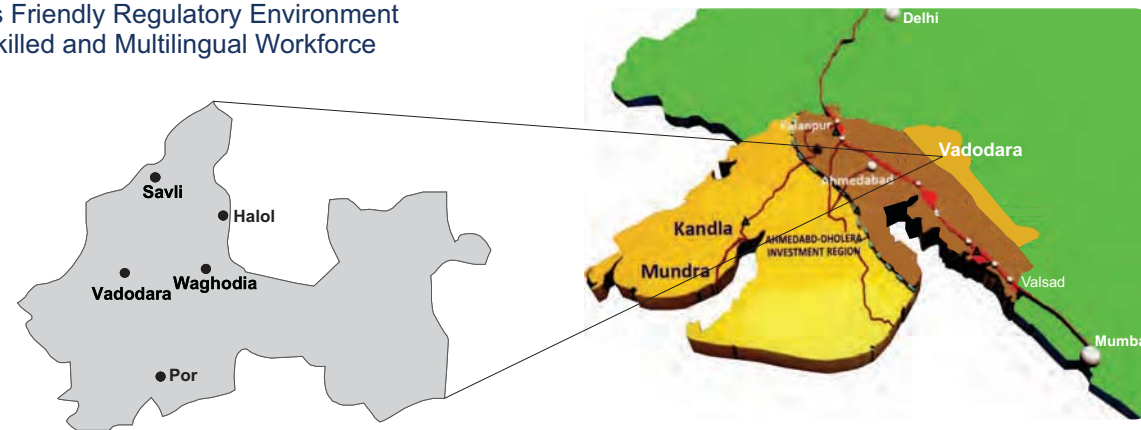 s Friendly Regulatory Environment
killed and Multilingual Workforce
Savli
Halol
Waghodia
Vadodara
Por
Delhi
Palanpur
Vadodara
Ahmedabad
Kandla
AHMEDABD-DHOLERA
INVESTMENT REGION
Mundra
Valsad
Mumba